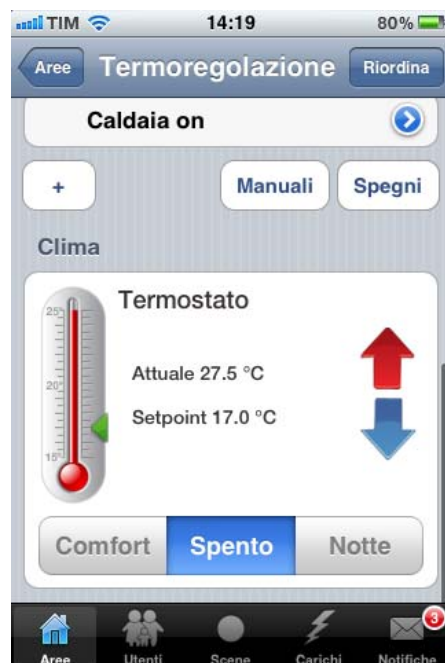 TIM 14:19 80%
Aree Termoregolazione Riordina
Caldaia on
+ Manuali Spegni
Clima
Termostato
25
20
15
Attuale 27.5 °C
Setpoint 17.0 °C
Comfort Spento Notte
3
Aree Utenti Scene Carichi Notifiche